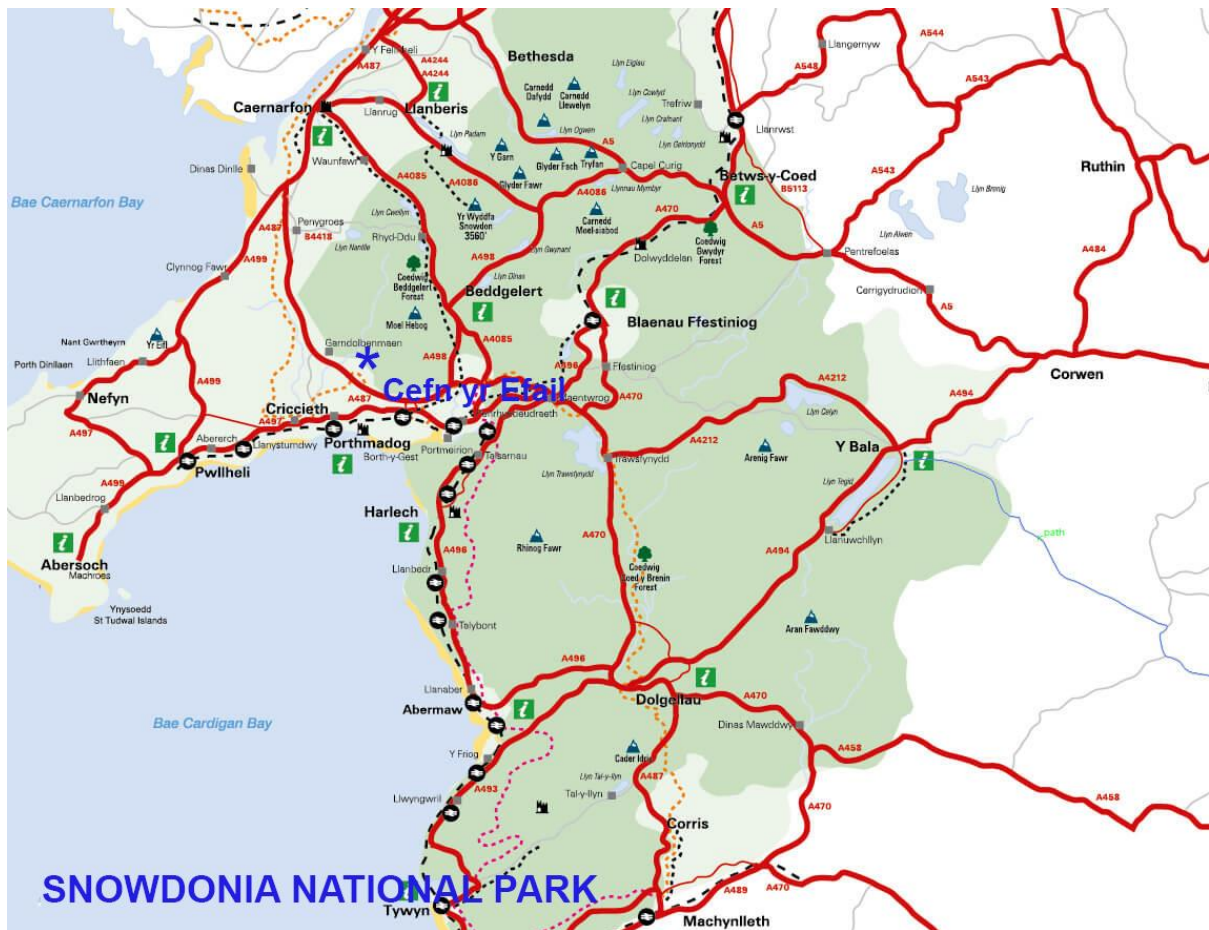 Y Felinheli
A487
A4244
A4244
Bethesda
Llyn Eigiau
Llangernyw
A544
A548
A543
Carnedd
Dafydd
Carnedd
Llewelyn
Llyn Cowlyd
Trefriw
Caernarfon
Llanrug
Llanberis
Llyn Crafnant
Llyn Ogwen
Llyn Geirionydd
Llanrwst
Llyn Padarn
A5
Waunfawr
Y Garn
Glyder Fach
Tryfan
Capel Curig
Dinas Dinlle
A4085
A4086
Glyder Fawr
Llynnau Mymbyr
Betws-y-Coed
B5113
A543
Ruthin
Llyn Brenig
Bae Caernarfon Bay
Llyn Cwellyn
Yr Wyddfa
Snowdon
3560'
A4086
Carnedd
Moel-siabod
A470
A5
Llyn Alwen
Penygroes
A487
B4418
Rhyd-Ddu
Llyn Nantlle
Llyn Gwynant
Coedwig
Gwydyr
Forest
Pentrefoelas
A484
A499
A498
Dolwyddelan
Clynnog Fawr
Coedwig
Beddgelert
Forest
Llyn Dinas
Beddgelert
Cerrigydrudion
A5
Moel Hebog
Blaenau Ffestiniog
Nant Gwrtheyrn
Yr Eifl
Garndolbenmaen
A4085
Porth Dinllaen
Llithfaen
*
A498
A496
Ffestiniog
Corwen
A499
Cefn yr Efail
A4212
A494
Nefyn
A487
A470
Criccieth
Llyn Celyn
A497
A497
Abererch
Llanystumdwy
Porthmadog
Borth-y-Gest
Portmeirion
Talsarnau
A4212
Arenig Fawr
Y Bala
Pwllheli
Trawsfynydd
Llyn Trawsfynydd
Llyn Tegid
A499
Llanbedrog
Harlech
Llanuwchllyn
path
Rhinog Fawr
A470
A494
A496
Coedwig
Coed y Brenin
Forest
Abersoch
Machroes
Llanbedr
Ynysoedd
St Tudwal Islands
Talybont
Aran Fawddwy
A496
Llanaber
Dolgellau
A470
Abermaw
Bae Cardigan Bay
Dinas Mawddwy
Y Friog
Cader Idris
A458
Llyn Tal-y-llyn
A487
A493
Llwyngwril
Tal-y-llyn
A470
A458
Corris
SNOWDONIA NATIONAL PARK
A489
A470
Tywyn
Machynlleth